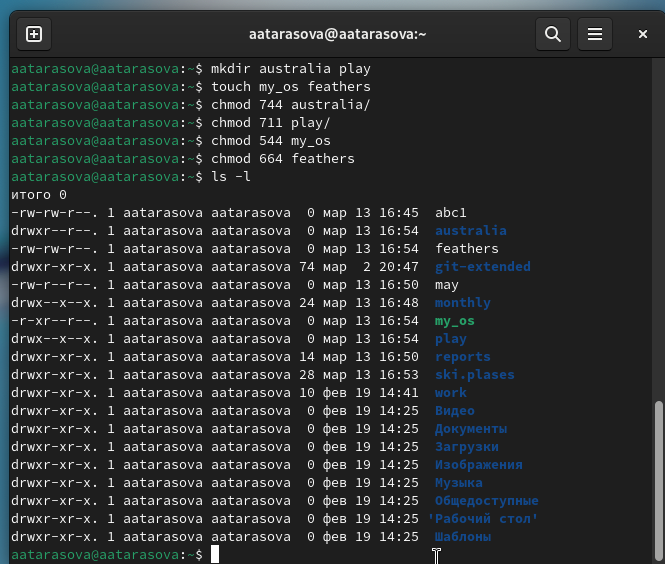 aatarasova@aatarasova:~
aatarasova@aatarasova:~$ mkdir australia play
aatarasova@aatarasova:~$ touch my_os feathers
aatarasova@aatarasova:~$ chmod 744 australia/
aatarasova@aatarasova:~$ chmod 711 play/
aatarasova@aatarasova:~$ chmod 544 my_os
aatarasova@aatarasova:~$ chmod 664 feathers
aatarasova@aatarasova:~$ ls -l
итого 0
-rw-rw-r--. 1 aatarasova aatarasova  0 мар 13 16:45  abc1
drwxr--r--. 1 aatarasova aatarasova  0 мар 13 16:54  australia
-rw-rw-r--. 1 aatarasova aatarasova  0 мар 13 16:54  feathers
drwxr-xr-x. 1 aatarasova aatarasova 74 мар  2 20:47  git-extended
-rw-r--r--. 1 aatarasova aatarasova  0 мар 13 16:50  may
drwx--x--x. 1 aatarasova aatarasova 24 мар 13 16:48  monthly
-r-xr--r--. 1 aatarasova aatarasova  0 мар 13 16:54  my_os
drwx--x--x. 1 aatarasova aatarasova  0 мар 13 16:54  play
drwxr-xr-x. 1 aatarasova aatarasova 14 мар 13 16:50  reports
drwxr-xr-x. 1 aatarasova aatarasova 28 мар 13 16:53  ski.plases
drwxr-xr-x. 1 aatarasova aatarasova 10 фев 19 14:41  work
drwxr-xr-x. 1 aatarasova aatarasova  0 фев 19 14:25  Видео
drwxr-xr-x. 1 aatarasova aatarasova  0 фев 19 14:25  Документы
drwxr-xr-x. 1 aatarasova aatarasova  0 фев 19 14:25  Загрузки
drwxr-xr-x. 1 aatarasova aatarasova  0 фев 19 14:25  Изображения
drwxr-xr-x. 1 aatarasova aatarasova  0 фев 19 14:25  Музыка
drwxr-xr-x. 1 aatarasova aatarasova  0 фев 19 14:25  Общедоступные
drwxr-xr-x. 1 aatarasova aatarasova  0 фев 19 14:25 'Рабочий стол'
drwxr-xr-x. 1 aatarasova aatarasova  0 фев 19 14:25  Шаблоны
aatarasova@aatarasova:~$